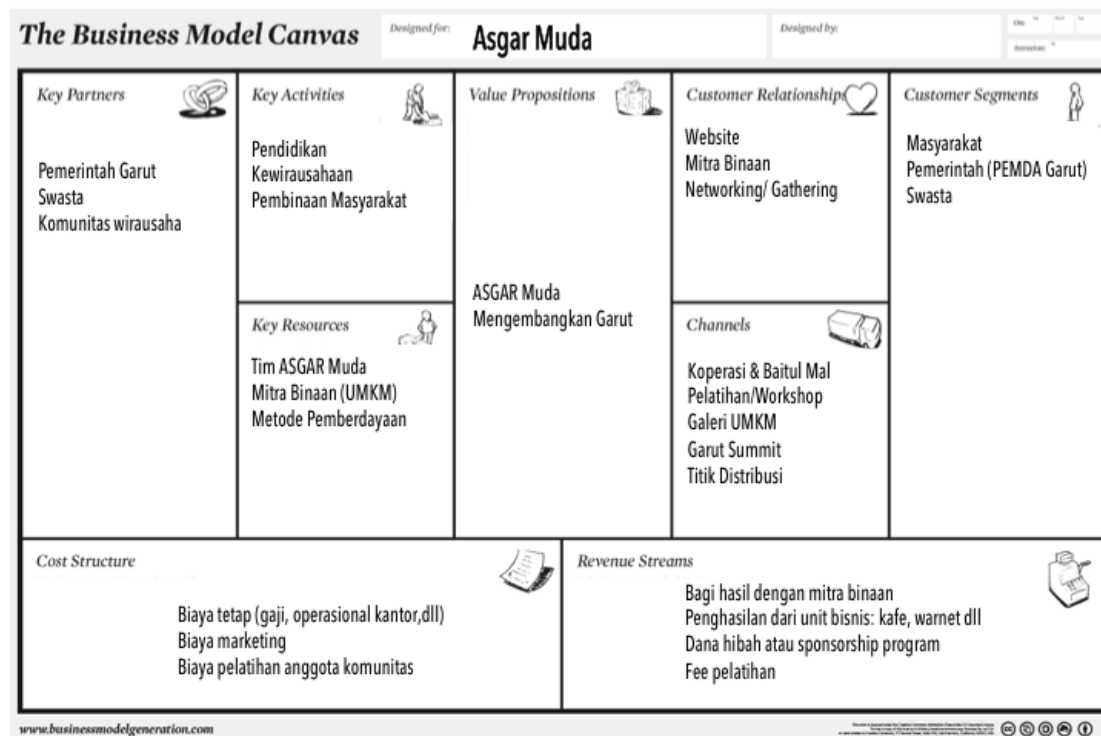 The Business Model Canvas
Designed for:
Asgar Muda
Designed by:
On:
Iteration:
Key Partners
Pemerintah Garut
Swasta
Komunitas wirausaha
Key Activities
Pendidikan
Kewirausahaan
Pembinaan Masyarakat
Key Resources
Tim ASGAR Muda
Mitra Binaan (UMKM)
Metode Pemberdayaan
Value Propositions
ASGAR Muda
Mengembangkan Garut
Customer Relationships
Website
Mitra Binaan
Networking/ Gathering
Channels
Koperasi & Baitul Mal
Pelatihan/Workshop
Galeri UMKM
Garut Summit
Titik Distribusi
Customer Segments
Masyarakat
Pemerintah (PEMDA Garut)
Swasta
Cost Structure
Biaya tetap (gaji, operasional kantor,dll)
Biaya marketing
Biaya pelatihan anggota komunitas
Revenue Streams
Bagi hasil dengan mitra binaan
Penghasilan dari unit bisnis: kafe, warnet dll
Dana hibah atau sponsorship program
Fee pelatihan
www.businessmodelgeneration.com